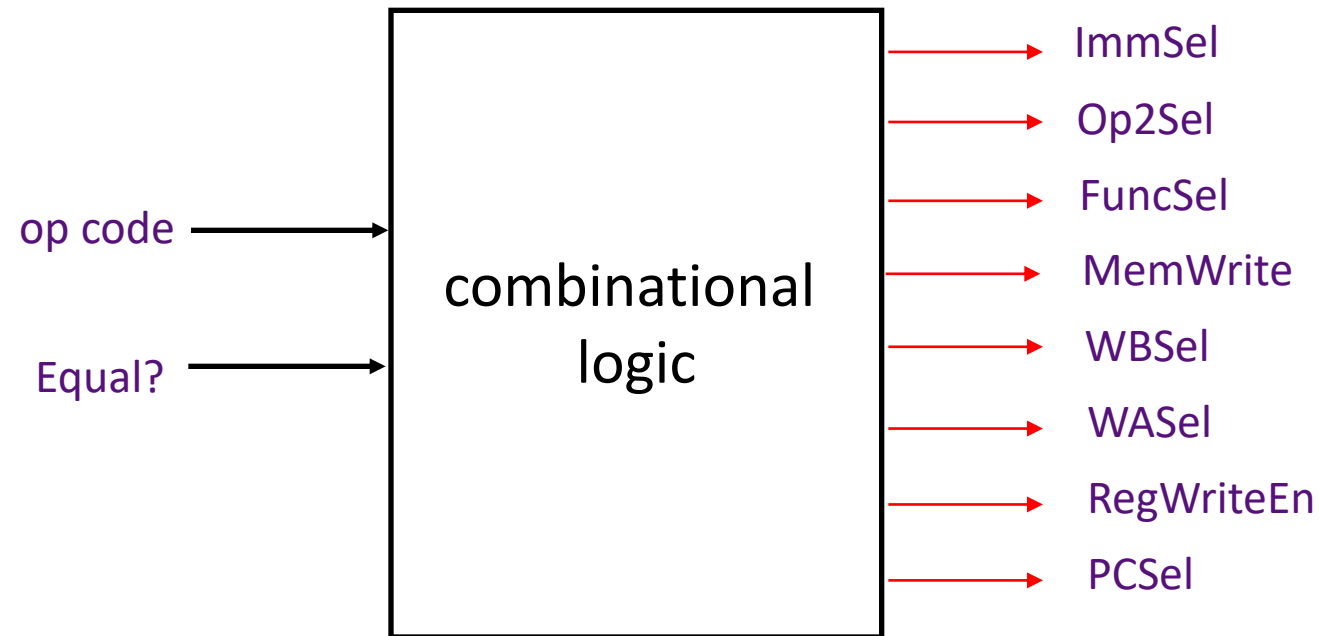 op code
Equal?
combinational
logic
ImmSel
Op2Sel
FuncSel
MemWrite
WBSel
WASel
RegWriteEn
PCSel